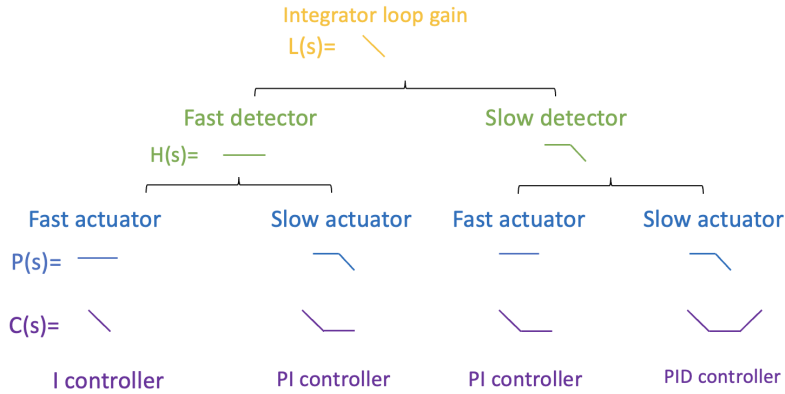 Integrator loop gain
L(s)=
Fast detector
Slow detector
H(s)=
Fast actuator
Slow actuator
Fast actuator
Slow actuator
P(s)=
C(s)=
I controller
PI controller
PI controller
PID controller